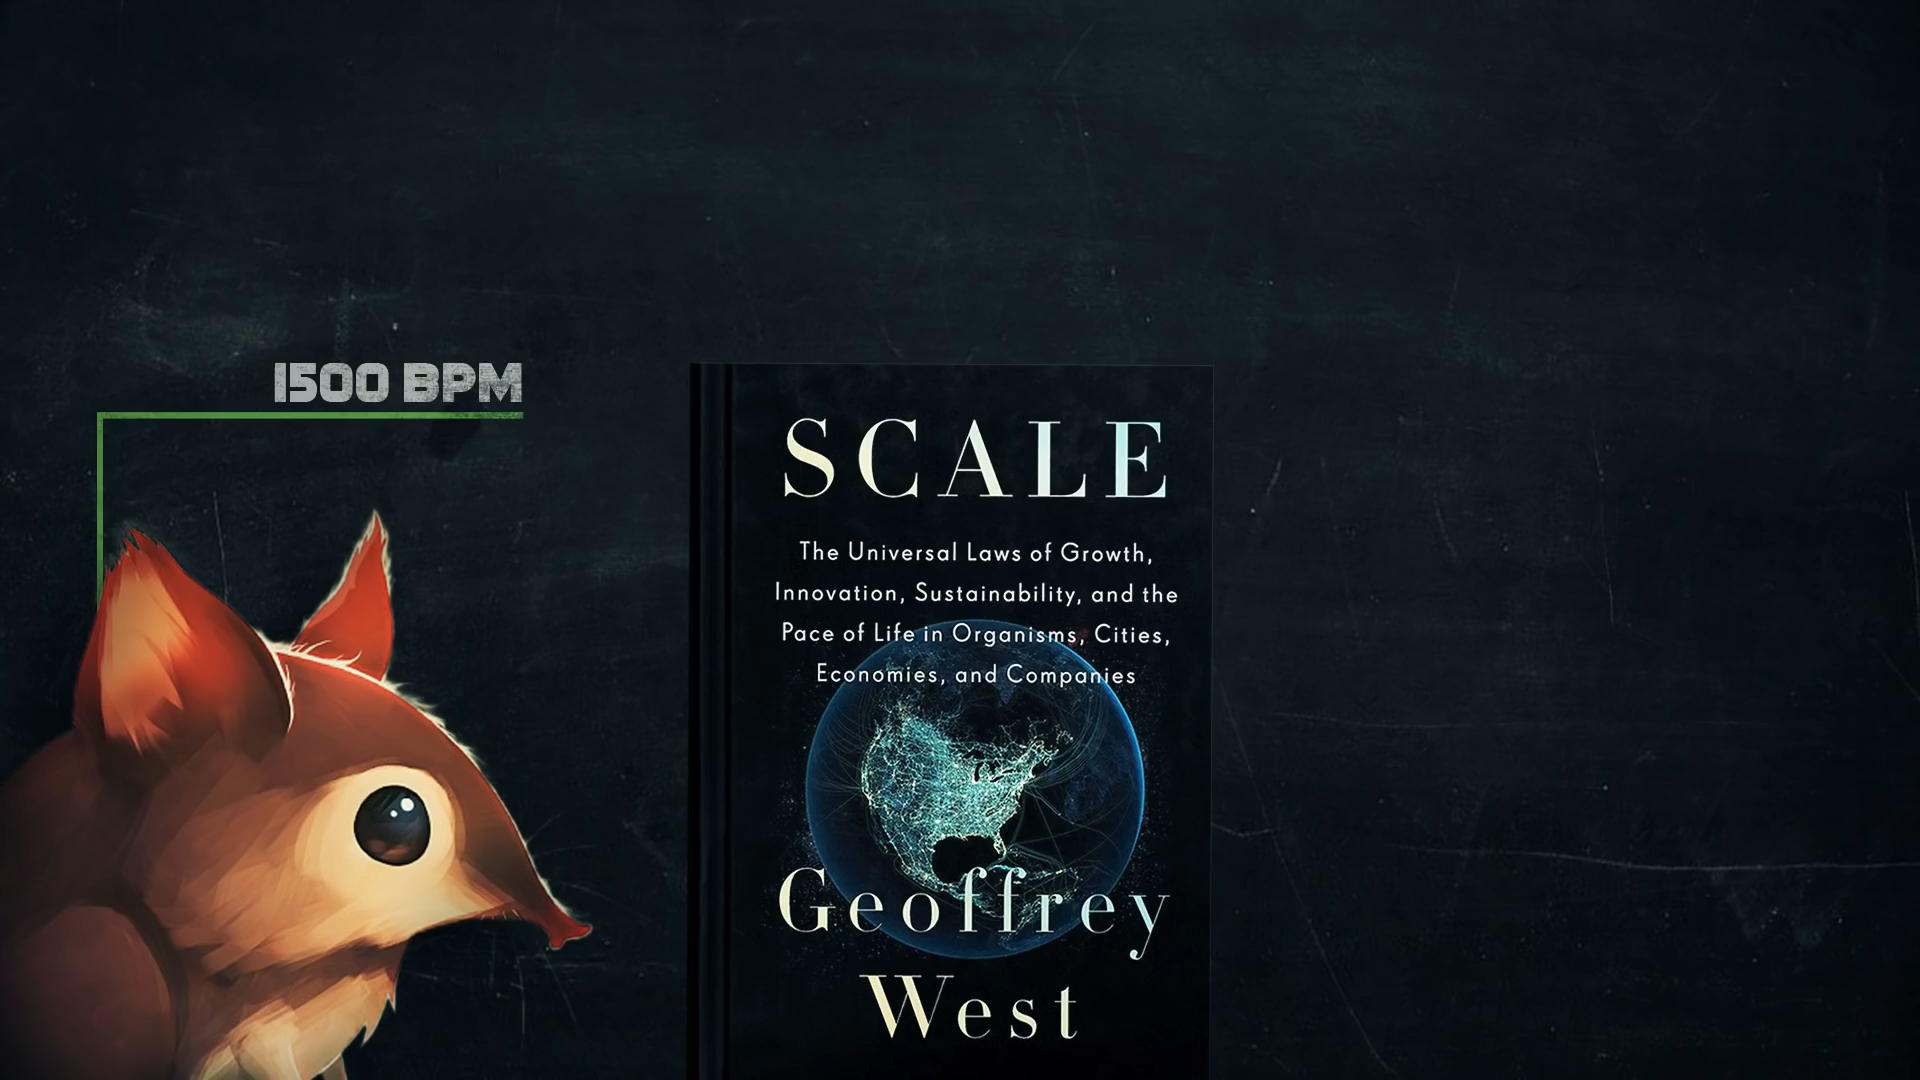 1500 BPM
SCALE
The Universal Laws of Growth,
Innovation, Sustainability, and the
Pace of Life in Organisms, Cities,
Economies, and Companies
Geoffrey
West